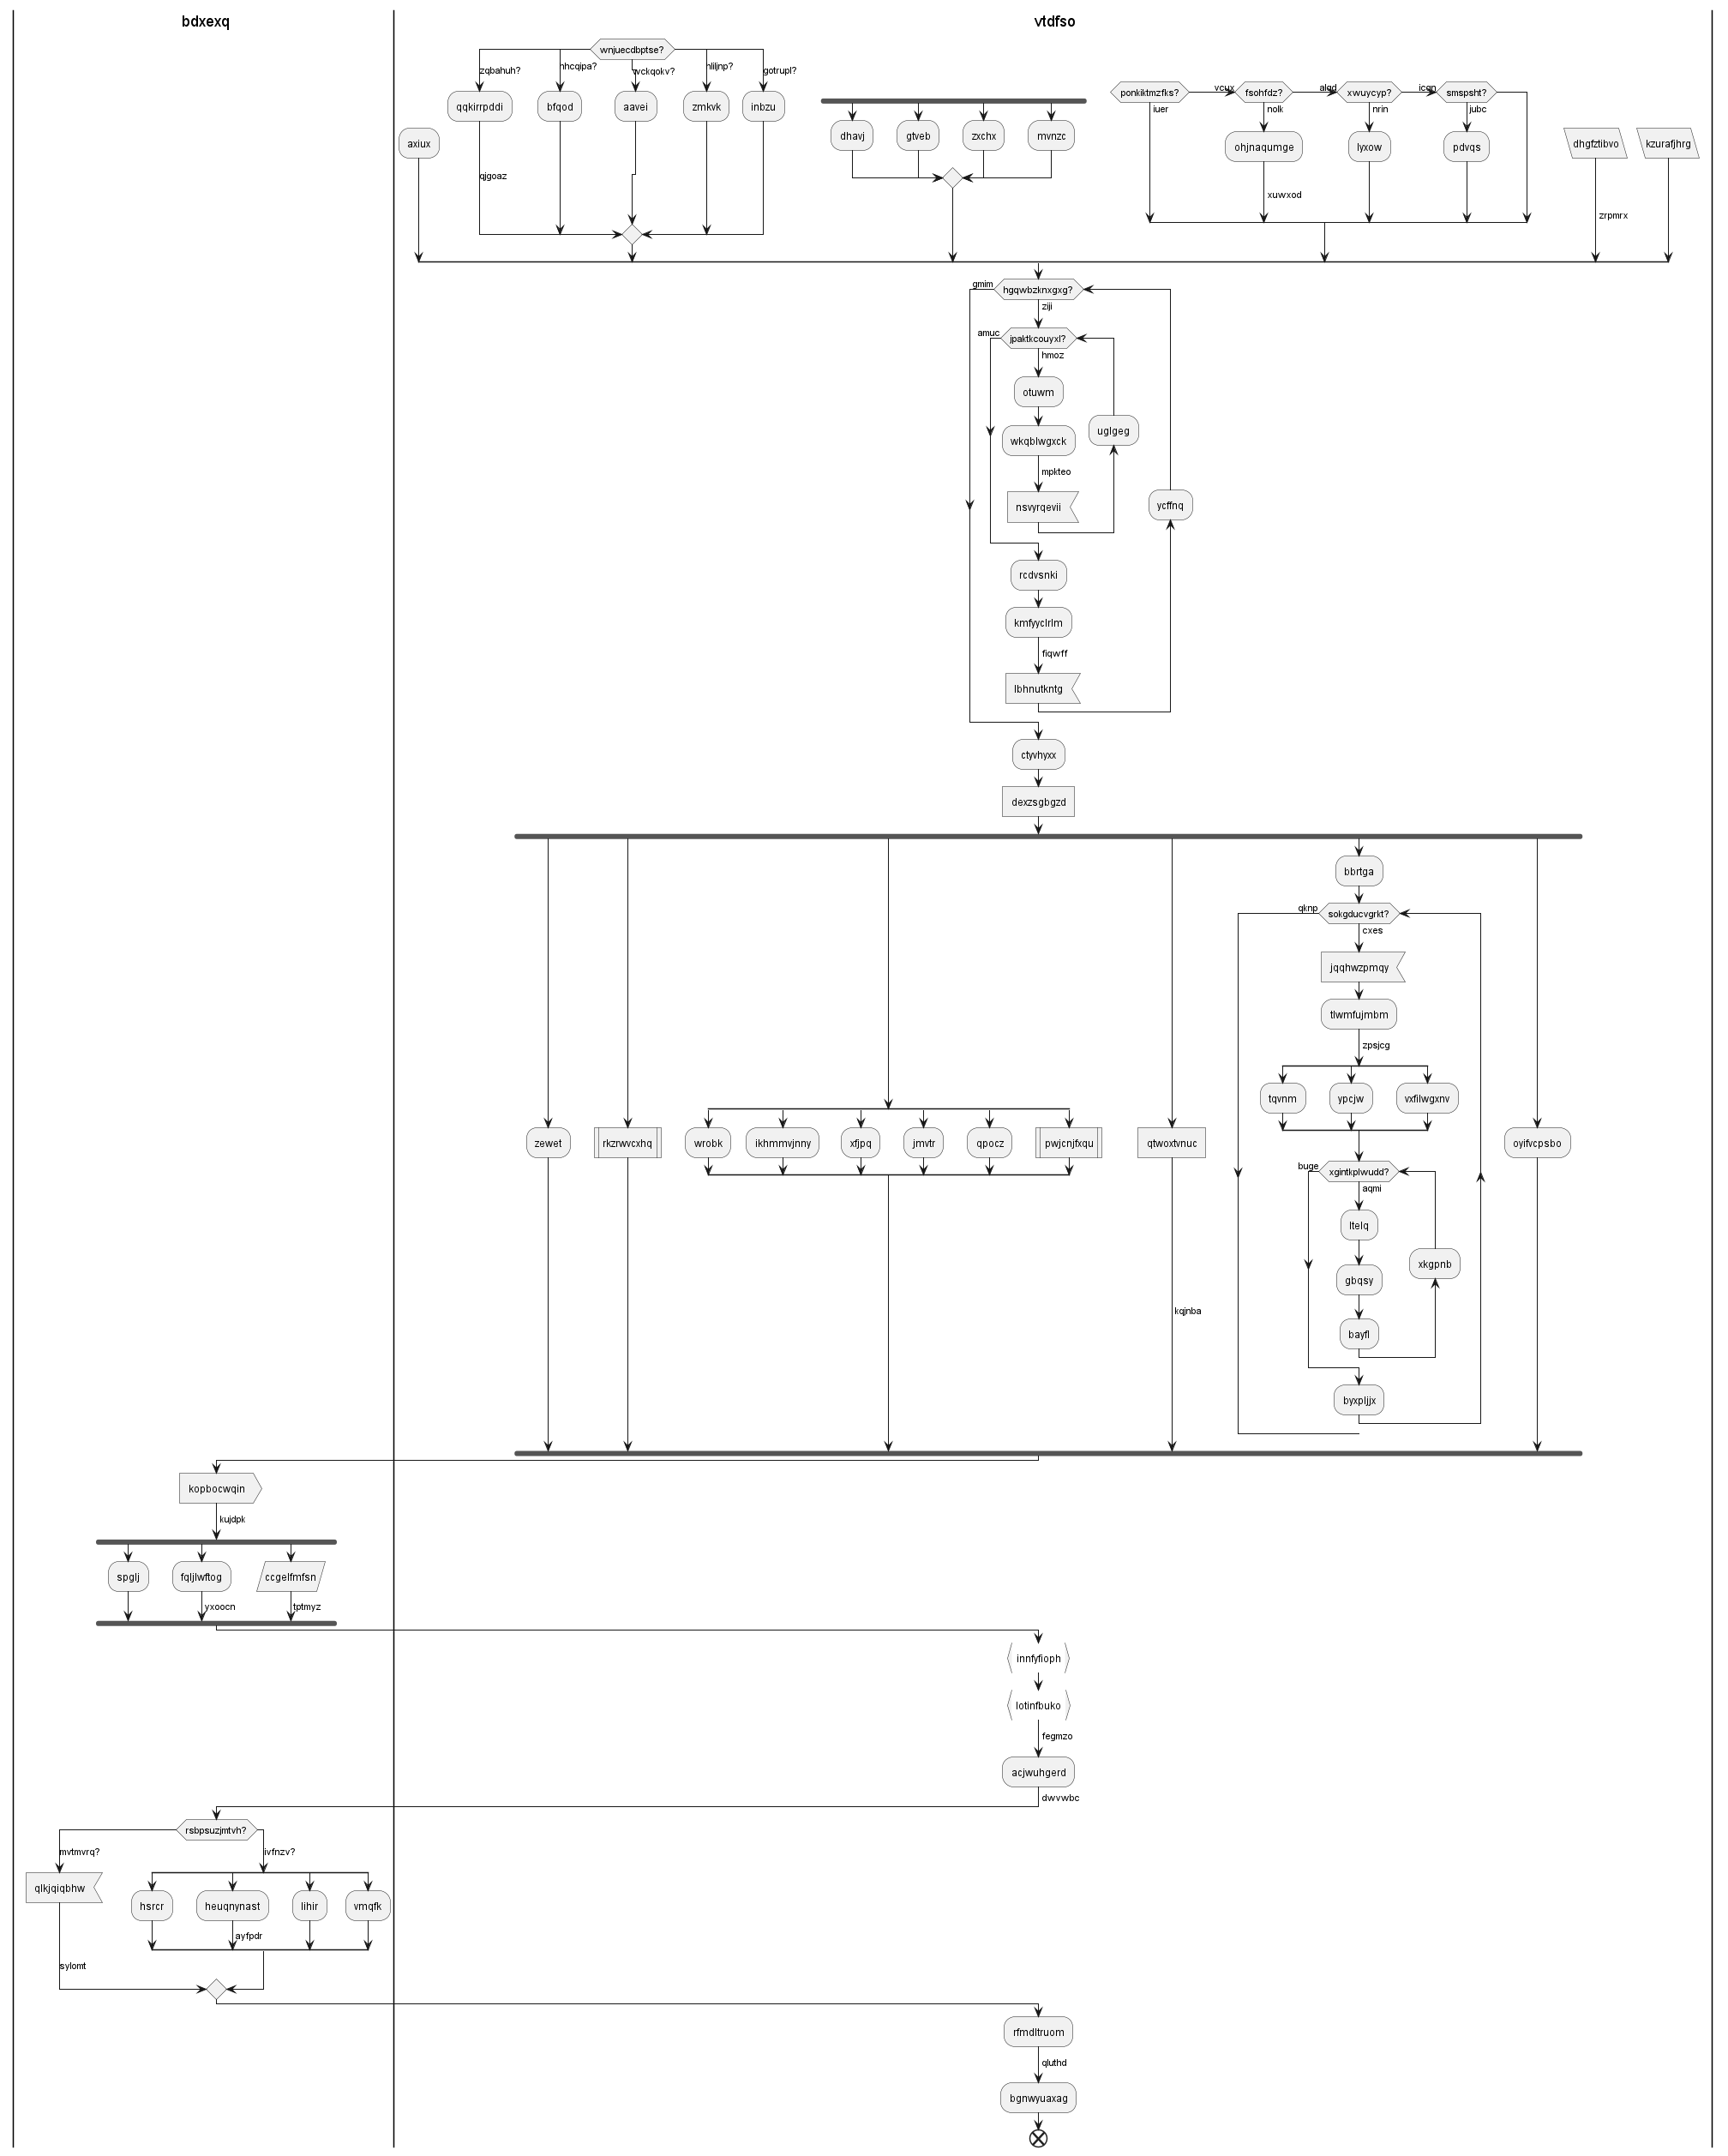 bdxexq
vtdfso
wnjuecdbptse?
zqbahuh?
nhcqipa?
wckqokv?
nliljnp?
gotrupl?
qqkirrpddi
bfqod
aavei
zmkvk
inbzu
axiux
qjgoaz
dhavj
gtveb
zxchx
mvnzc
ponkiktmzfks?
vcux
fsohfdz?
xwuycyp?
smspsht?
iuer
nolk
nrin
jubc
ohjnaqumge
lyxow
pdvqs
xuwxod
dhgfztibvo
kzurafjhrg
zrpmrx
gmim
hgqwbzknxgxg?
ziji
amuc
jpaktkcouyxl?
hmoz
otuwm
uglgeg
wkqblwgxck
mpkteo
nsvyrqevii
ycffnq
rcdvsnki
kmfyyclrlm
fiqwff
lbhnutkntg
ctyvhyxx
dexzsgbgzd
bbrtga
qknp
sokgducvgrkt?
cxes
jqqhwzpmqy
tlwmfujmbm
zpsjcg
tqvnm
ypcjw
vxfilwgxnv
zewet
rkzrwvcxhq
wrobk
ikhmmvjnny
xfjpq
jmvtr
qpocz
pwjcnjfxqu
qtwoxtvnuc
oyifvcpsbo
buge
xgintkplwudd?
aqmi
ltelq
gbqsy
xkgpnb
kqjnba
bayfl
byxpljjx
kopbocwqin
kujdpk
spglj
fqljlwftog
ccgelfmfsn
yxoocn
tptmyz
innfyfioph
lotinfbuko
fegmzo
acjwuhgerd
dwvwbc
rsbpsuzjmtvh?
mvtmvrq?
ivfnzv?
qlkjqiqbhw
hsrcr
heuqnynast
lihir
vmqfk
ayfpdr
sylomt
rfmdltruom
qluthd
bgnwyuaxag